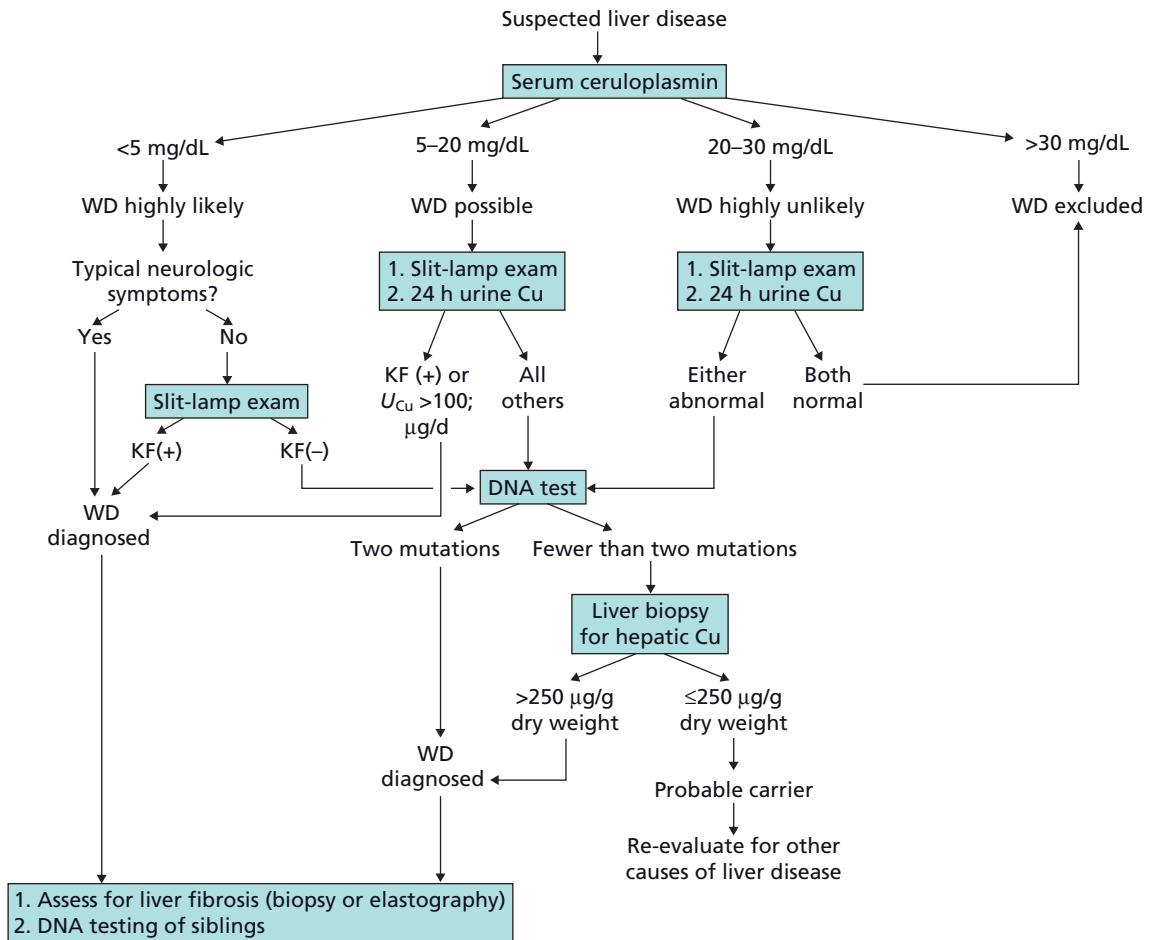 Suspected liver disease
Serum ceruloplasmin
<5 mg/dL
5–20 mg/dL
20–30 mg/dL
>30 mg/dL
WD highly likely
WD possible
WD highly unlikely
WD excluded
Typical neurologic
symptoms?
1. Slit-lamp exam
2. 24 h urine Cu
1. Slit-lamp exam
2. 24 h urine Cu
Yes
No
KF (+) or
U_Cu >100;
μg/d
All
others
Either
abnormal
Both
normal
Slit-lamp exam
KF(+)
KF(–)
DNA test
WD
diagnosed
Two mutations
Fewer than two mutations
Liver biopsy
for hepatic Cu
>250 μg/g
dry weight
≤250 μg/g
dry weight
WD
diagnosed
Probable carrier
Re-evaluate for other
causes of liver disease
1. Assess for liver fibrosis (biopsy or elastography)
2. DNA testing of siblings